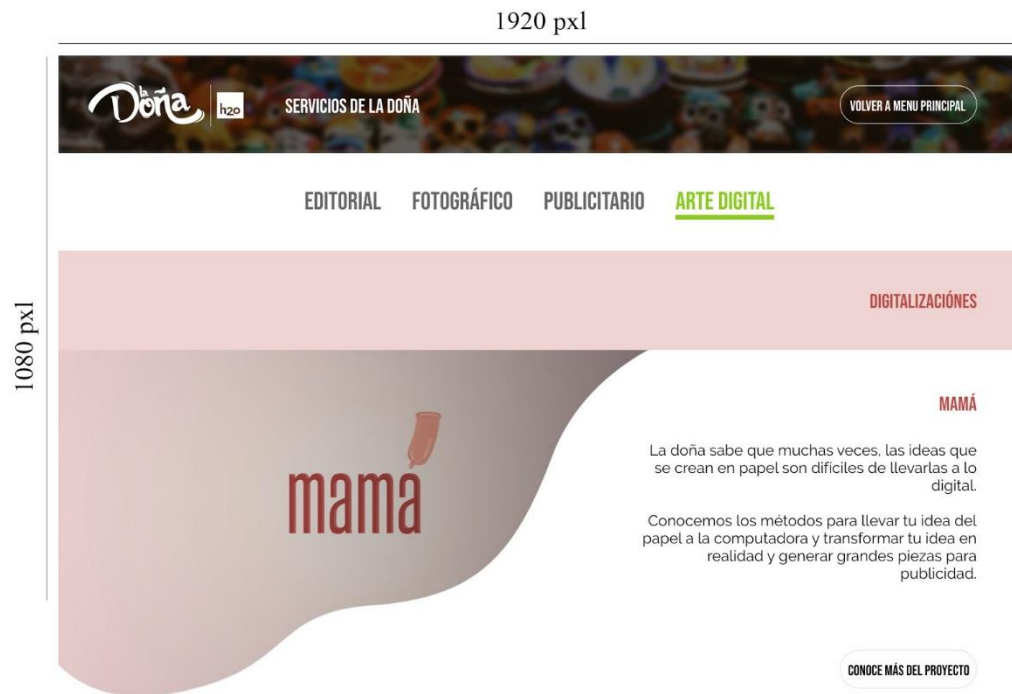 1920 pxl
1080 pxl
la
Doña
h2o
SERVICIOS DE LA DOÑA
VOLVER A MENU PRINCIPAL
EDITORIAL
FOTOGRÁFICO
PUBLICITARIO
ARTE DIGITAL
DIGITALIZACIÓNES
mamá
MAMÁ
La doña sabe que muchas veces, las ideas que
se crean en papel son difíciles de llevarlas a lo
digital.
Conocemos los métodos para llevar tu idea del
papel a la computadora y transformar tu idea en
realidad y generar grandes piezas para
publicidad.
CONOCE MÁS DEL PROYECTO